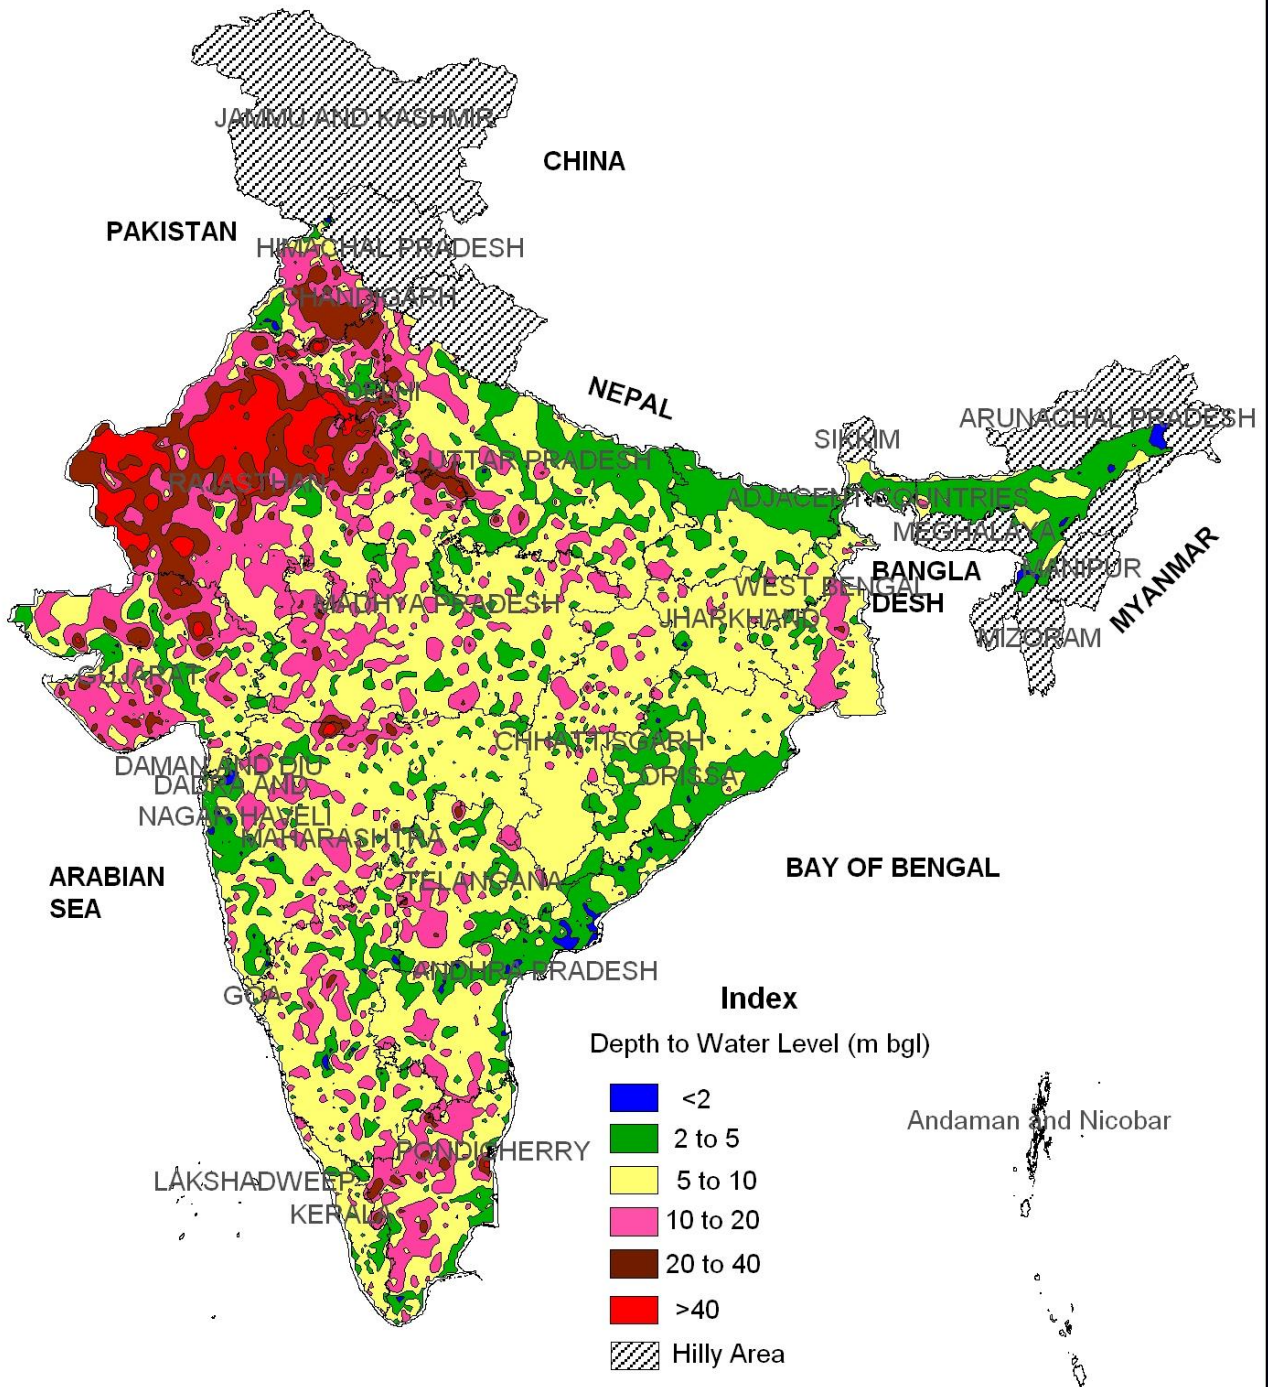 JAMMU AND KASHMIR
CHINA
PAKISTAN
HIMACHAL PRADESH
CHANDIGARH
DELHI
NEPAL
ARUNACHAL PRADESH
SIKKIM
UTTAR PRADESH
RAJASTHAN
ADJACENT COUNTRIES
MEGHALAYA
BANGLA
DESH
MANIPUR
MYANMAR
WEST BENGAL
MADHYA PRADESH
JHARKHAND
MIZORAM
GUJARAT
CHHATTISGARH
DAMAN AND DIU
DADRA AND
NAGAR HAVELI
ORISSA
MAHARASHTRA
ARABIAN
SEA
TELANGANA
BAY OF BENGAL
ANDHRA PRADESH
GOA
Index
Depth to Water Level (m bgl)
<2
2 to 5
5 to 10
10 to 20
20 to 40
>40
Hilly Area
Andaman and Nicobar
PONDICHERRY
LAKSHADWEEP
KERALA